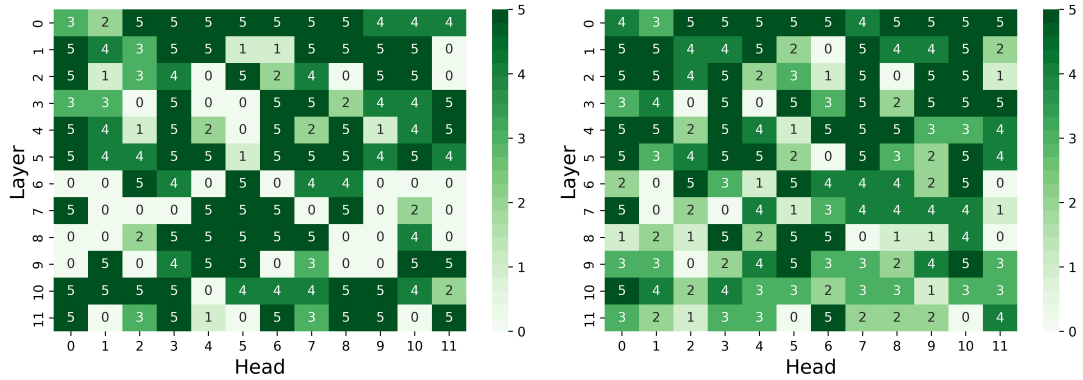 0 3 2 5 5 5 5 5 5 5 4 4 4
1 5 4 3 5 5 1 1 5 5 5 5 0
2 5 1 3 4 0 5 2 4 0 5 5 0
3 3 3 0 5 0 0 5 5 2 4 4 5
4 5 4 1 5 2 0 5 2 5 1 4 5
5 5 4 4 5 5 1 5 5 5 4 5 4
6 0 0 5 4 0 5 0 4 4 0 0 0
7 5 0 0 0 5 5 5 0 5 0 2 0
8 0 0 2 5 5 5 5 5 0 0 4 0
9 0 5 0 4 5 5 0 3 0 0 5 5
10 5 5 5 5 0 4 4 4 5 5 4 2
11 5 0 3 5 1 0 5 3 5 5 0 5
0 1 2 3 4 5 6 7 8 9 10 11
Head
Layer
5
4
3
2
1
0
0 4 3 5 5 5 5 5 4 5 5 5 5
1 5 5 4 4 5 2 0 5 4 4 5 2
2 5 5 4 5 2 3 1 5 0 5 5 1
3 3 4 0 5 0 5 3 5 2 5 5 5
4 5 5 2 5 4 1 5 5 5 3 3 4
5 5 3 4 5 5 2 0 5 3 2 5 4
6 2 0 5 3 1 5 4 4 4 2 5 0
7 5 0 2 0 4 1 3 4 4 4 4 1
8 1 2 1 5 2 5 5 0 1 1 4 0
9 3 3 0 2 4 5 3 3 2 4 5 3
10 5 4 2 4 3 3 2 3 3 1 3 3
11 3 2 1 3 3 0 5 2 2 2 0 4
0 1 2 3 4 5 6 7 8 9 10 11
Head
Layer
5
4
3
2
1
0